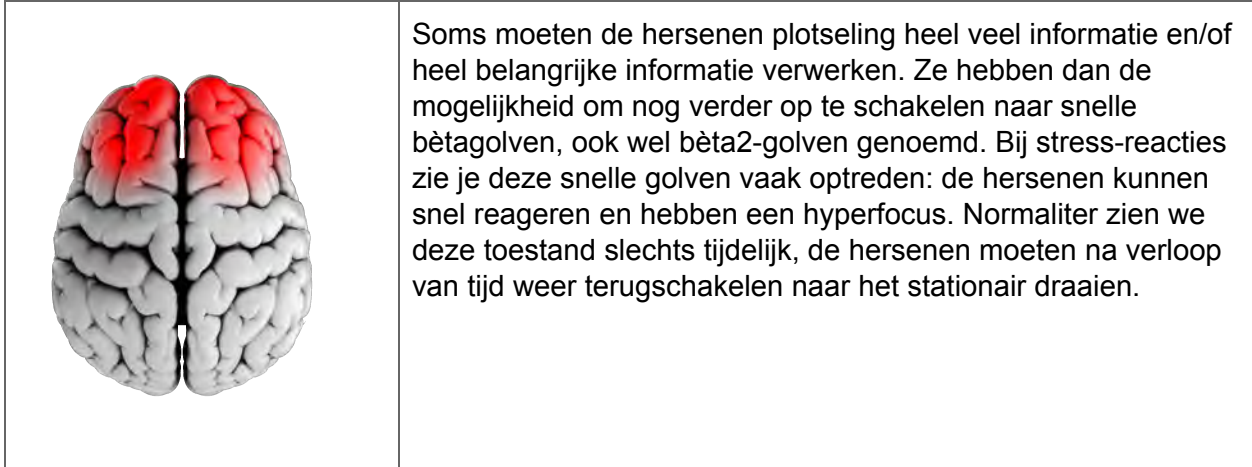 Soms moeten de hersenen plotseling heel veel informatie en/of
heel belangrijke informatie verwerken. Ze hebben dan de
mogelijkheid om nog verder op te schakelen naar snelle
bètagolven, ook wel bèta2-golven genoemd. Bij stress-reacties
zie je deze snelle golven vaak optreden: de hersenen kunnen
snel reageren en hebben een hyperfocus. Normaliter zien we
deze toestand slechts tijdelijk, de hersenen moeten na verloop
van tijd weer terugschakelen naar het stationair draaien.